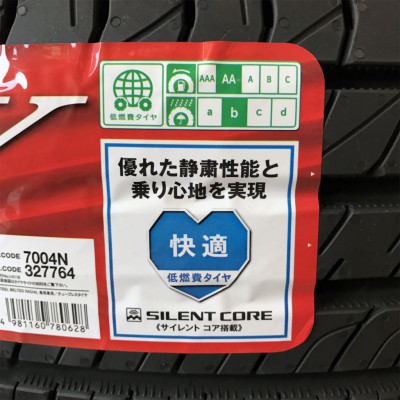 AAA AA A B C
低燃費タイヤ
a b c d
優れた静粛性能と
乗り心地を実現
快適
低燃費タイヤ
SILENT CORE
《サイレント コア搭載》
CODE 7004N
CODE 327764
4 981160 780628